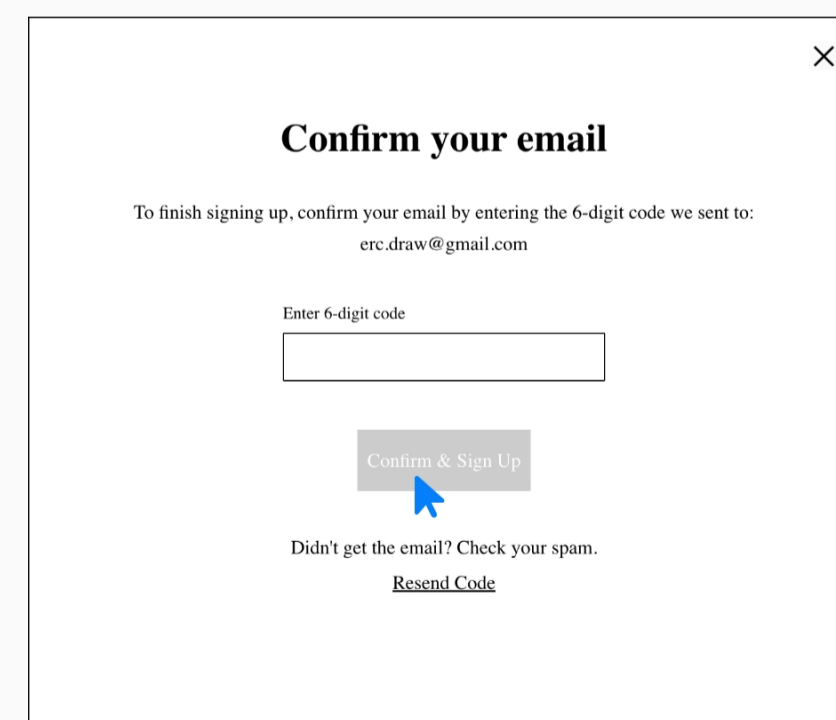 Confirm your email
To finish signing up, confirm your email by entering the 6-digit code we sent to:
erc.draw@gmail.com
Enter 6-digit code
Confirm & Sign Up
Didn't get the email? Check your spam.
Resend Code